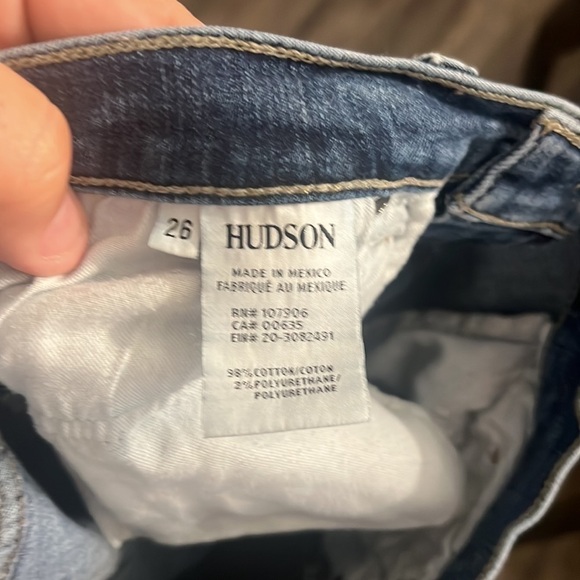 26
HUDSON
MADE IN MEXICO
FABRIQUÉ AU MEXIQUE
RN# 107906
CA# 00635
EIN# 20-3082491
98% COTTON/COTON
2% POLYURETHANE/
POLYURETHANE